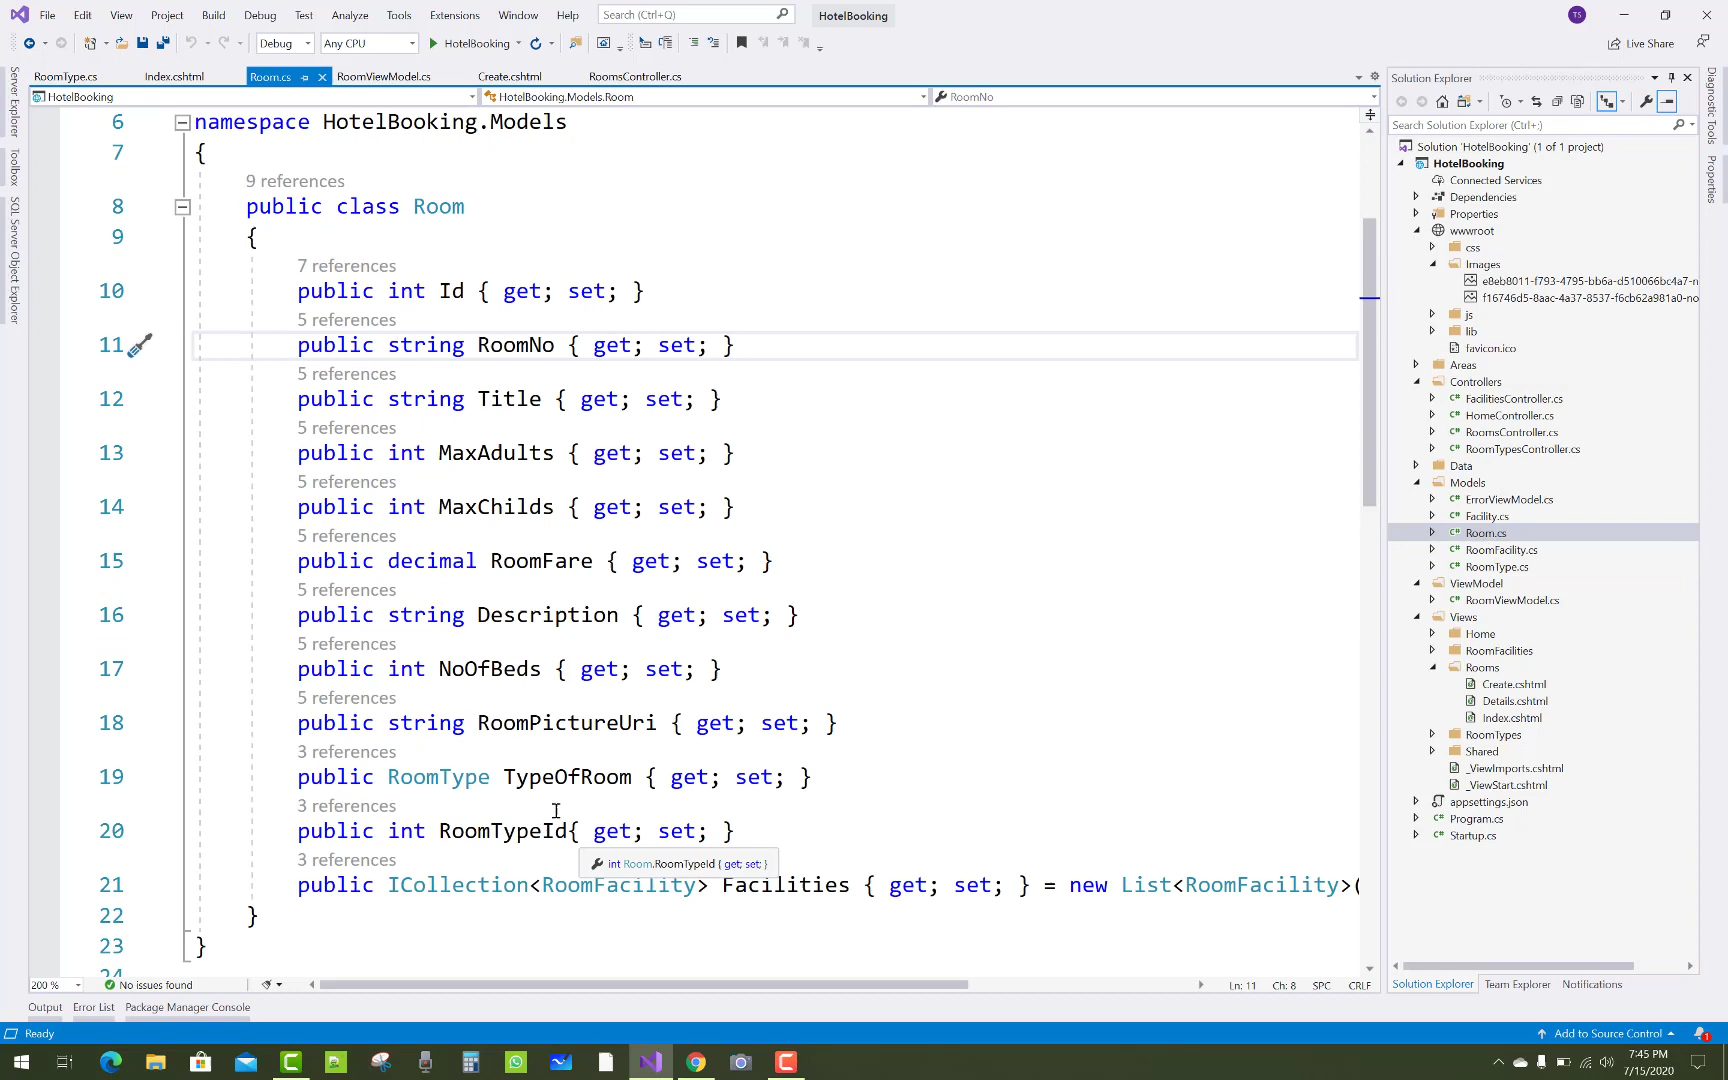 File Edit View Project Build Debug Test Analyze Tools Extensions Window Help Search (Ctrl+Q) HotelBooking TS
Debug Any CPU HotelBooking Live Share
RoomType.cs Index.cshtml Room.cs RoomViewModel.cs Create.cshtml RoomsController.cs
HotelBooking HotelBooking.Models.Room RoomNo
Server Explorer
Toolbox
SQL Server Object Explorer
6 namespace HotelBooking.Models
7 {
9 references
8 public class Room
9 {
7 references
10 public int Id { get; set; }
5 references
11 public string RoomNo { get; set; }
5 references
12 public string Title { get; set; }
5 references
13 public int MaxAdults { get; set; }
5 references
14 public int MaxChilds { get; set; }
5 references
15 public decimal RoomFare { get; set; }
5 references
16 public string Description { get; set; }
5 references
17 public int NoOfBeds { get; set; }
5 references
18 public string RoomPictureUri { get; set; }
3 references
19 public RoomType TypeOfRoom { get; set; }
3 references
20 public int RoomTypeId{ get; set; }
3 references
int Room.RoomTypeId { get; set; }
21 public ICollection<RoomFacility> Facilities { get; set; } = new List<RoomFacility>(
22 }
23 }
24
200 % No issues found Ln: 11 Ch: 8 SPC CRLF
Output Error List Package Manager Console
Solution Explorer
Search Solution Explorer (Ctrl+;)
Solution 'HotelBooking' (1 of 1 project)
HotelBooking
Connected Services
Dependencies
Properties
wwwroot
css
Images
e8eb8011-f793-4795-bb6a-d510066bc4a7-n
f16746d5-8aac-4a37-8537-f6cb62a981a0-no
js
lib
favicon.ico
Areas
Controllers
FacilitiesController.cs
HomeController.cs
RoomsController.cs
RoomTypesController.cs
Data
Models
ErrorViewModel.cs
Facility.cs
Room.cs
RoomFacility.cs
RoomType.cs
ViewModel
RoomViewModel.cs
Views
Home
RoomFacilities
Rooms
Create.cshtml
Details.cshtml
Index.cshtml
RoomTypes
Shared
_ViewImports.cshtml
_ViewStart.cshtml
appsettings.json
Program.cs
Startup.cs
Solution Explorer Team Explorer Notifications
Diagnostic Tools
Properties
Ready Add to Source Control 1
7:45 PM
7/15/2020